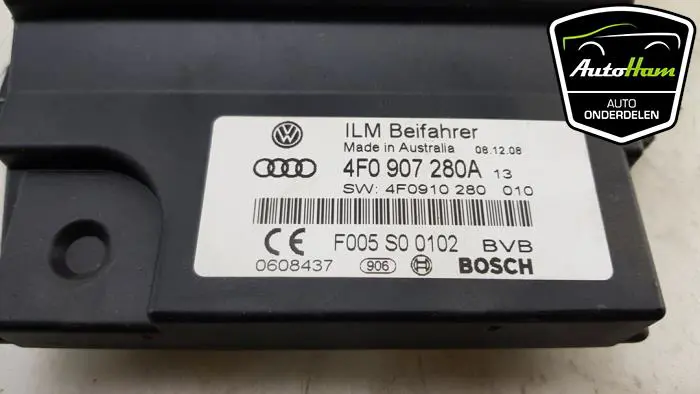 AutoHam
AUTO
ONDERDELEN
ILM Beifahrer
Made in Australia 08.12.08
4F0 907 280A 13
SW: 4F0910 280 010
F005 S0 0102 BVB
0608437 906 BOSCH